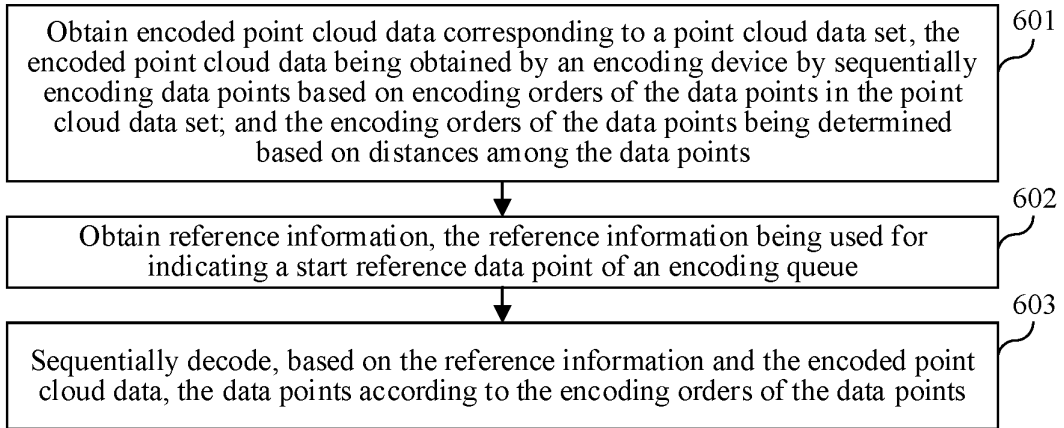 601
Obtain encoded point cloud data corresponding to a point cloud data set, the
encoded point cloud data being obtained by an encoding device by sequentially
encoding data points based on encoding orders of the data points in the point
cloud data set; and the encoding orders of the data points being determined
based on distances among the data points
602
Obtain reference information, the reference information being used for
indicating a start reference data point of an encoding queue
603
Sequentially decode, based on the reference information and the encoded point
cloud data, the data points according to the encoding orders of the data points